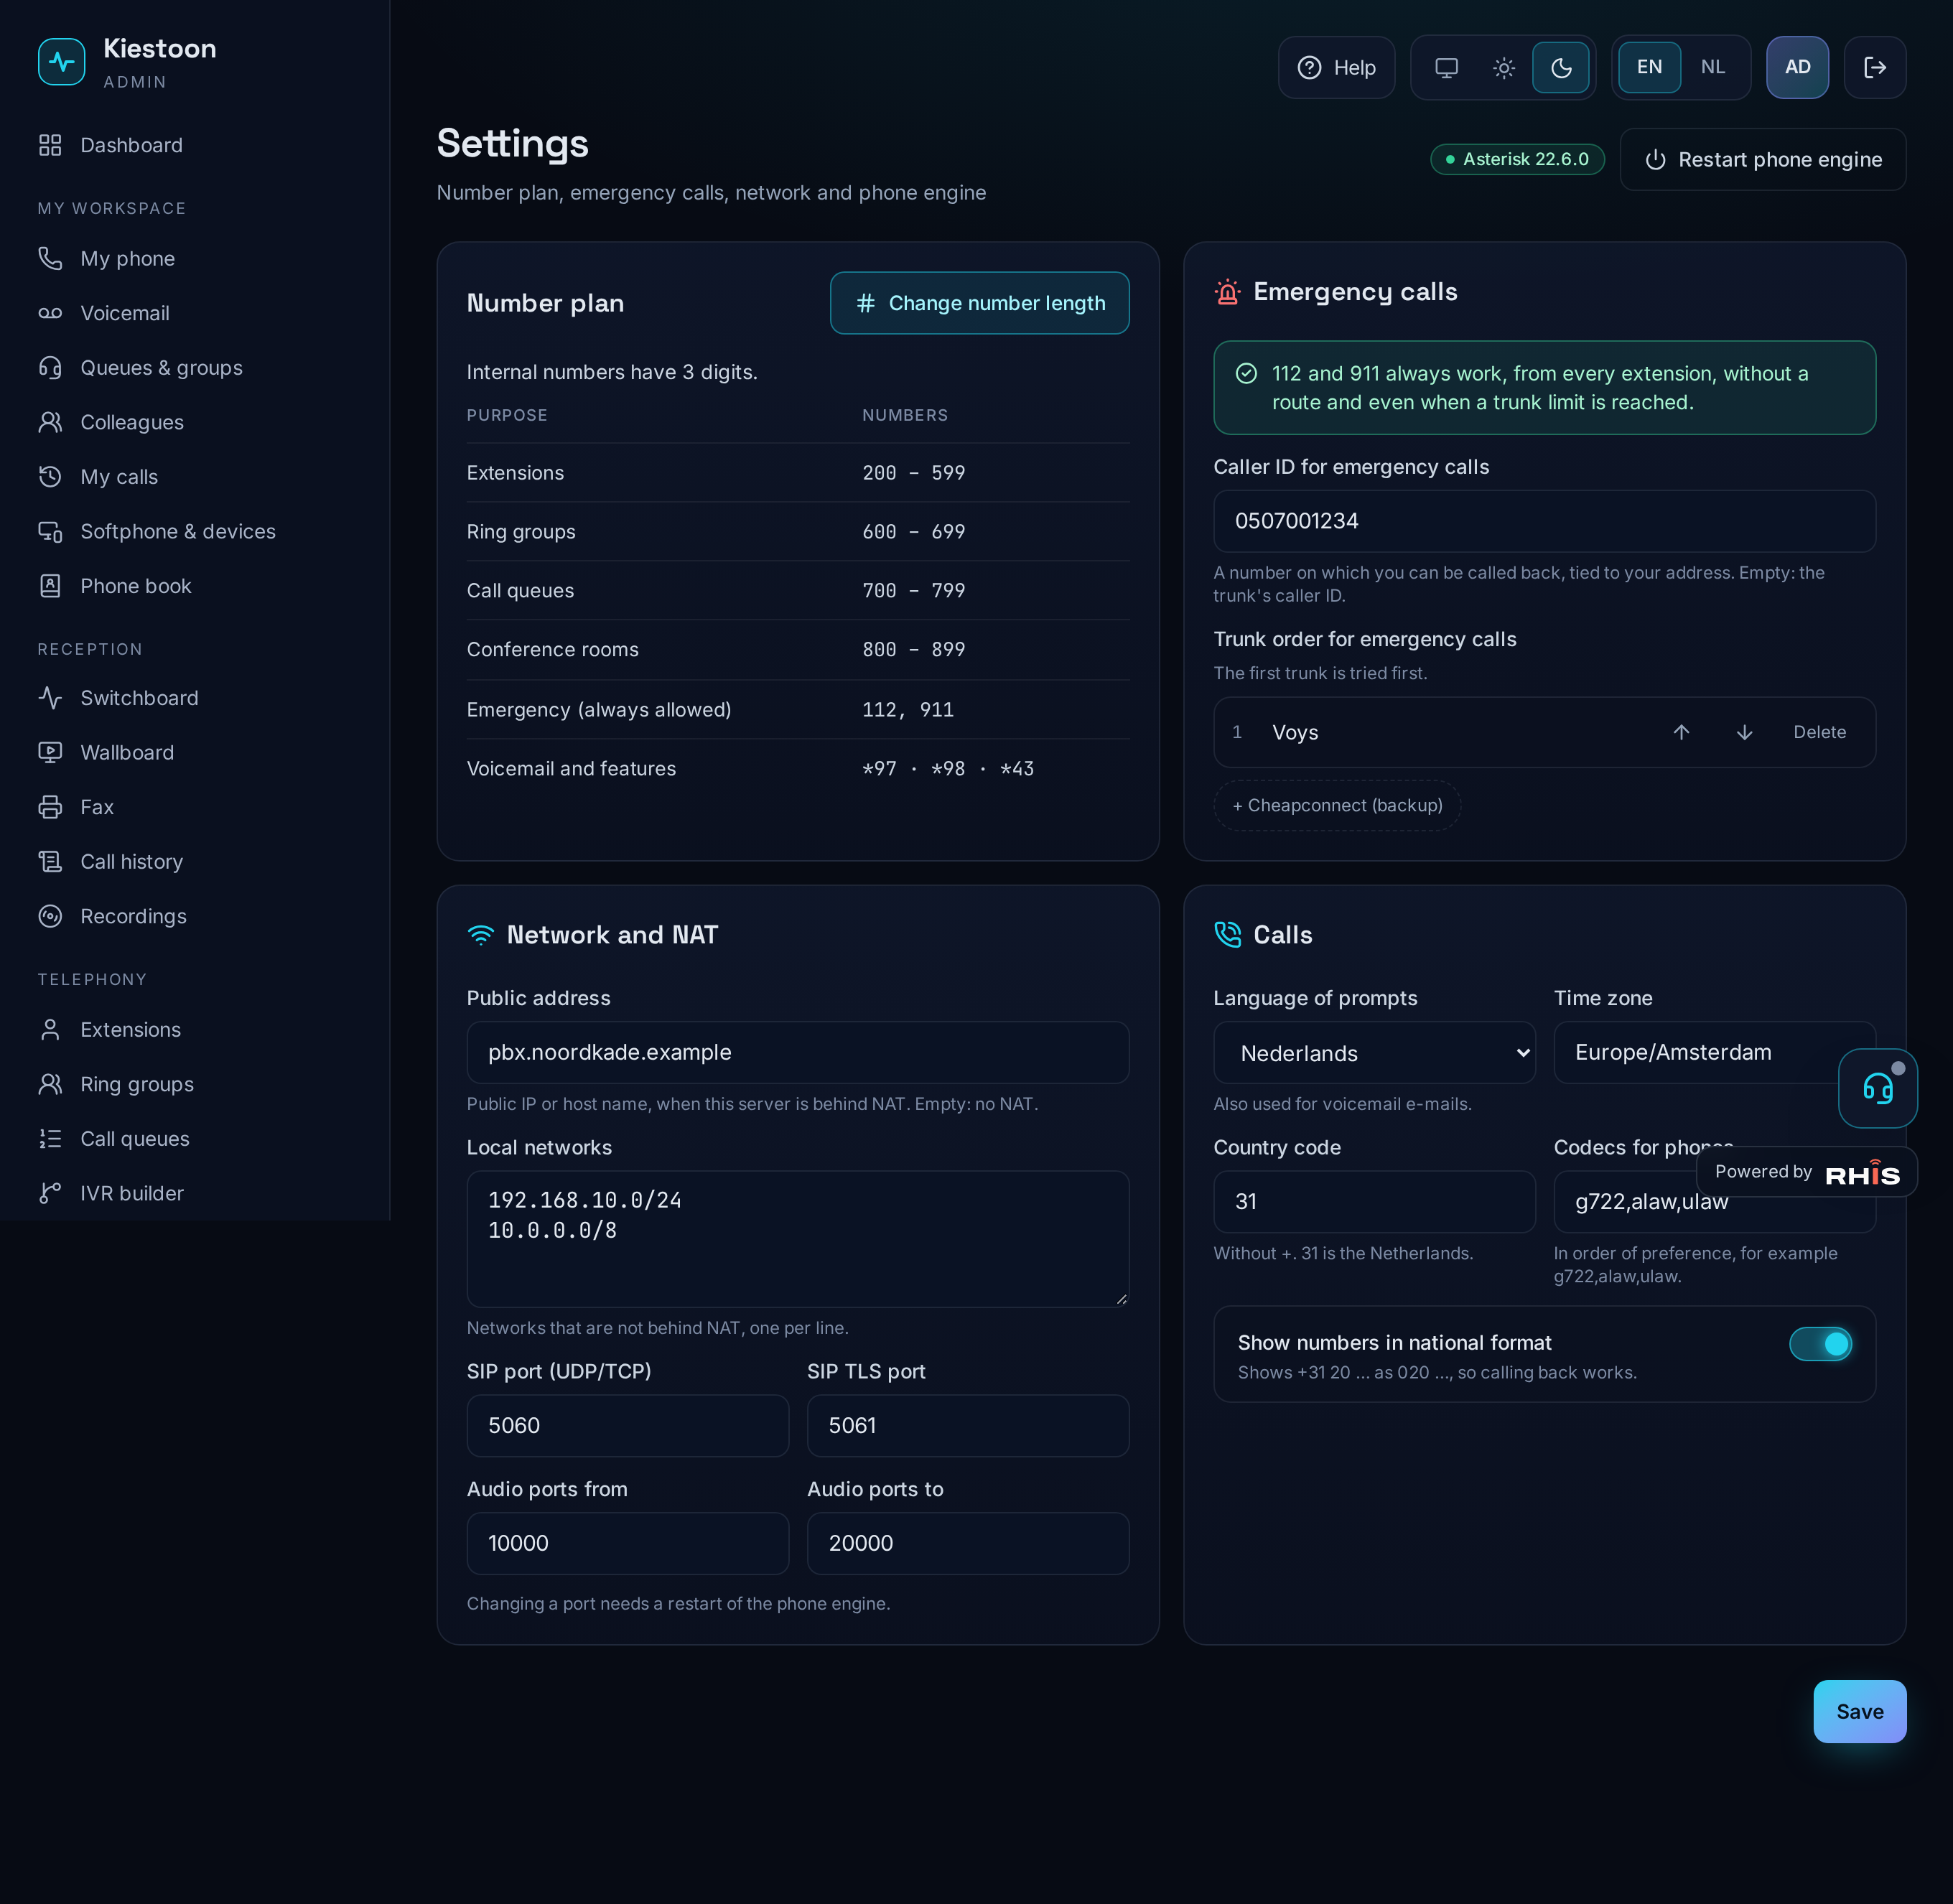 Kiestoon
ADMIN
Dashboard
MY WORKSPACE
My phone
Voicemail
Queues & groups
Colleagues
My calls
Softphone & devices
Phone book
RECEPTION
Switchboard
Wallboard
Fax
Call history
Recordings
TELEPHONY
Extensions
Ring groups
Call queues
IVR builder
Help
EN
NL
AD
Settings
Number plan, emergency calls, network and phone engine
Asterisk 22.6.0
Restart phone engine
Number plan
# Change number length
Internal numbers have 3 digits.
PURPOSE NUMBERS
Extensions 200 – 599
Ring groups 600 – 699
Call queues 700 – 799
Conference rooms 800 – 899
Emergency (always allowed) 112, 911
Voicemail and features *97 · *98 · *43
Emergency calls
112 and 911 always work, from every extension, without a
route and even when a trunk limit is reached.
Caller ID for emergency calls
0507001234
A number on which you can be called back, tied to your address. Empty: the
trunk's caller ID.
Trunk order for emergency calls
The first trunk is tried first.
1 Voys Delete
+ Cheapconnect (backup)
Network and NAT
Public address
pbx.noordkade.example
Public IP or host name, when this server is behind NAT. Empty: no NAT.
Local networks
192.168.10.0/24
10.0.0.0/8
Networks that are not behind NAT, one per line.
SIP port (UDP/TCP) SIP TLS port
5060 5061
Audio ports from Audio ports to
10000 20000
Changing a port needs a restart of the phone engine.
Calls
Language of prompts Time zone
Nederlands Europe/Amsterdam
Also used for voicemail e-mails.
Country code Codecs for phones
Powered by RHIS
31 g722,alaw,ulaw
Without +. 31 is the Netherlands.
In order of preference, for example
g722,alaw,ulaw.
Show numbers in national format
Shows +31 20 ... as 020 ..., so calling back works.
Save